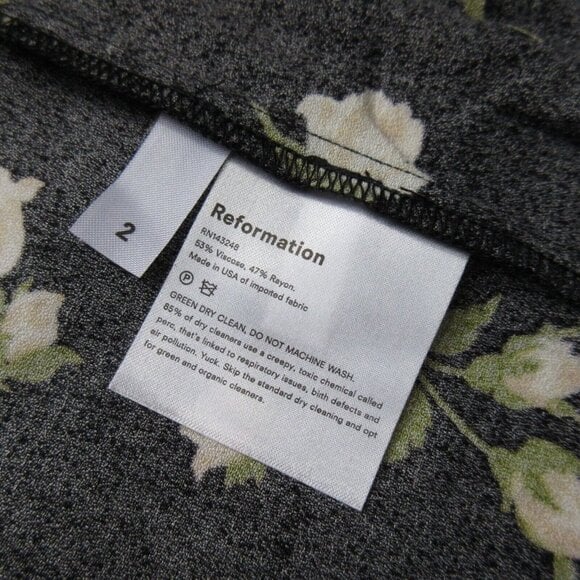 2
Reformation
RN143248
53% Viscose, 47% Rayon.
Made in USA of imported fabric
P
GREEN DRY CLEAN. DO NOT MACHINE WASH.
85% of dry cleaners use a creepy, toxic chemical called
perc, that's linked to respiratory issues, birth defects and
air pollution. Yuck. Skip the standard dry cleaning and opt
for green and organic cleaners.